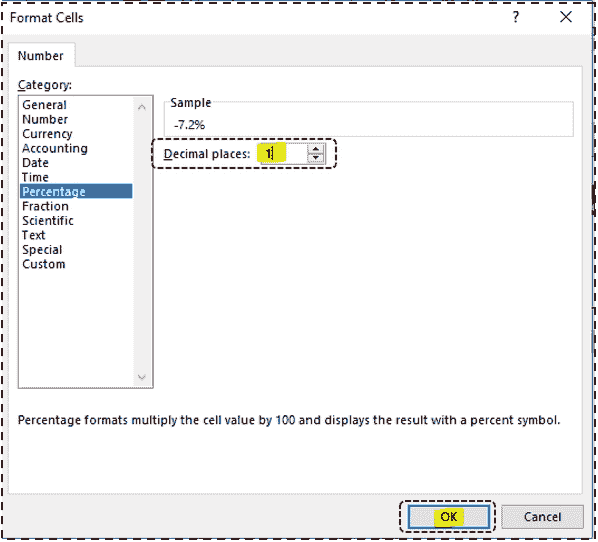 Format Cells
?
Number
Category:
General
Number
Currency
Accounting
Date
Time
Percentage
Fraction
Scientific
Text
Special
Custom
Sample
-7.2%
Decimal places: 1
Percentage formats multiply the cell value by 100 and displays the result with a percent symbol.
OK Cancel